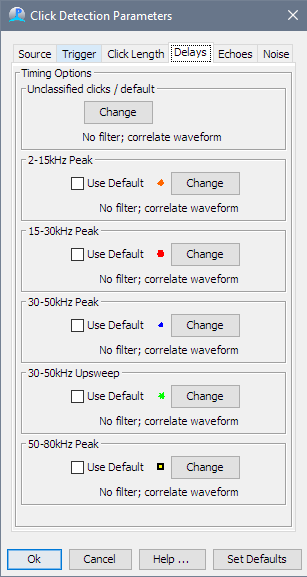 Click Detection Parameters
Source Trigger Click Length Delays Echoes Noise
Timing Options
Unclassified clicks / default
Change
No filter; correlate waveform
2-15kHz Peak
Use Default Change
No filter; correlate waveform
15-30kHz Peak
Use Default Change
No filter; correlate waveform
30-50kHz Peak
Use Default Change
No filter; correlate waveform
30-50kHz Upsweep
Use Default Change
No filter; correlate waveform
50-80kHz Peak
Use Default Change
No filter; correlate waveform
Ok Cancel Help ... Set Defaults